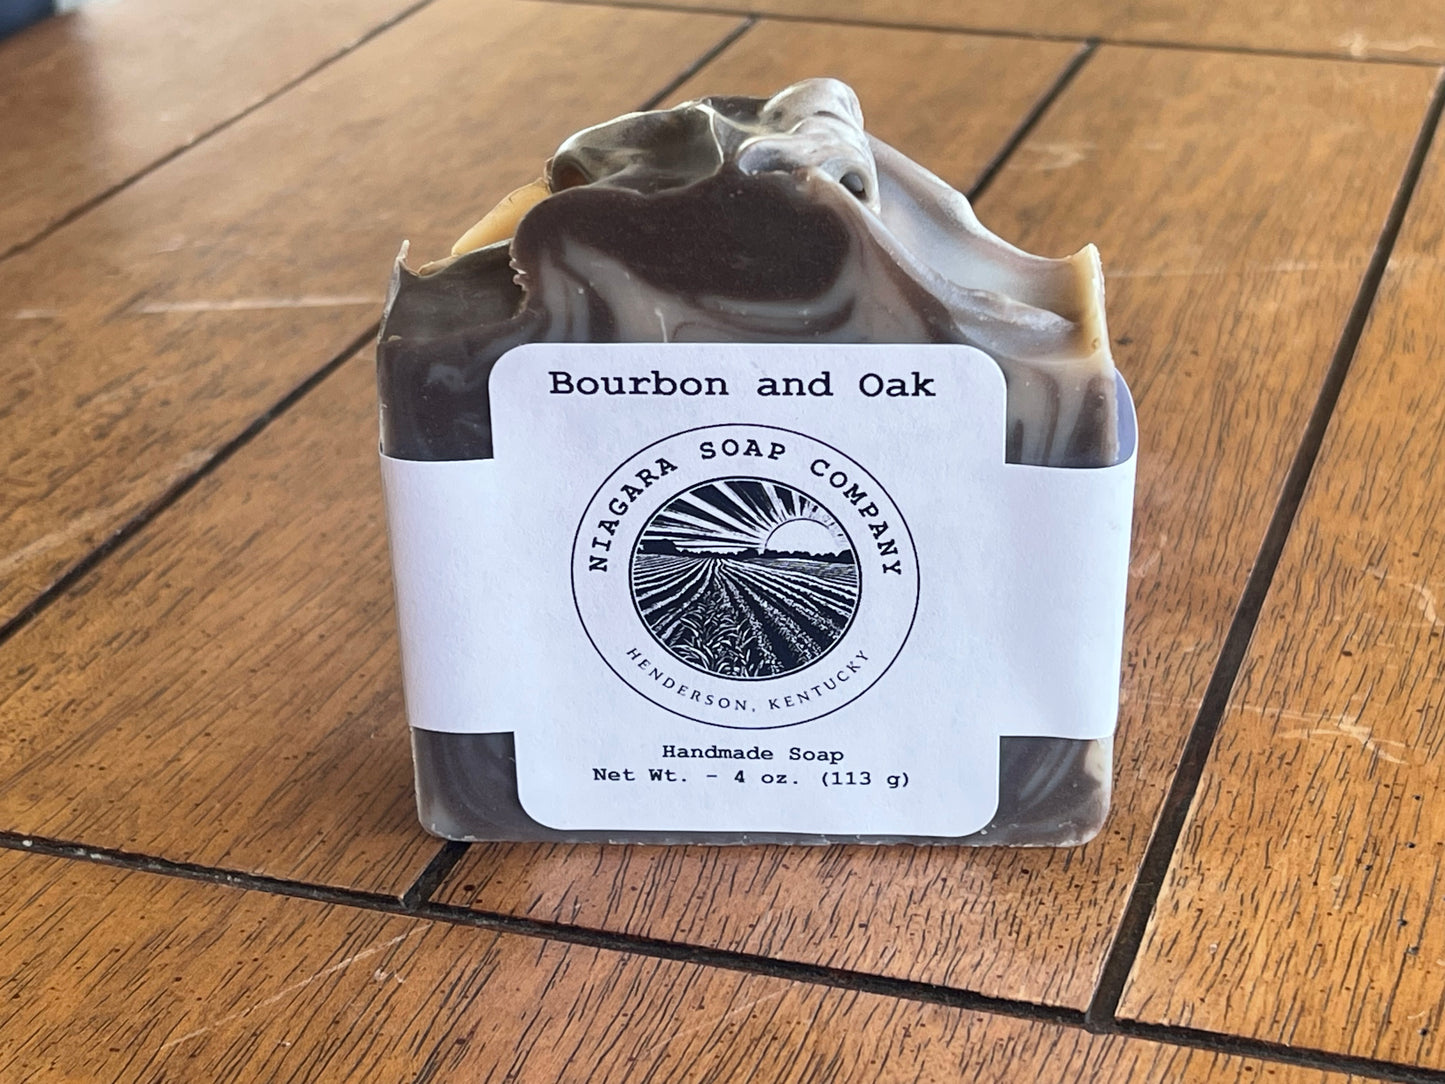 Bourbon and Oak
NIAGARA SOAP COMPANY
HENDERSON, KENTUCKY
Handmade Soap
Net Wt. - 4 oz. (113 g)